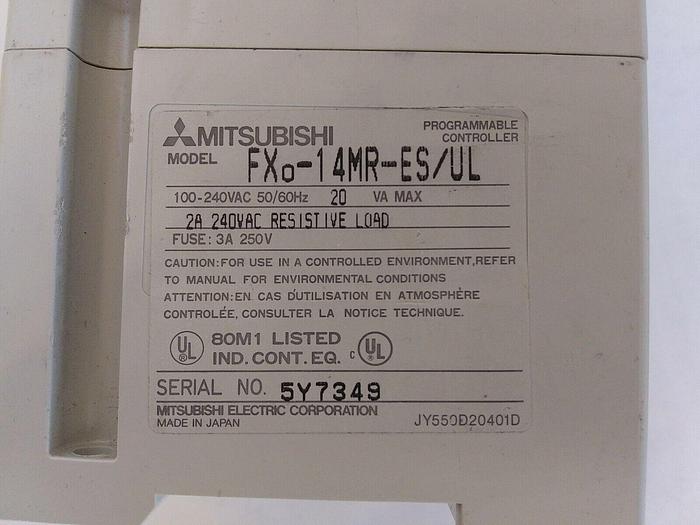 MITSUBISHI
PROGRAMMABLE
CONTROLLER
MODEL FX0-14MR-ES/UL
100-240VAC 50/60Hz 20 VA MAX
2A 240VAC RESISTIVE LOAD
FUSE: 3A 250V
CAUTION:FOR USE IN A CONTROLLED ENVIRONMENT,REFER
TO MANUAL FOR ENVIRONMENTAL CONDITIONS
ATTENTION:EN CAS D'UTILISATION EN ATMOSPHÈRE
CONTROLÉE, CONSULTER LA NOTICE TECHNIQUE.
UL ® 80M1 LISTED
IND.CONT.EQ. C UL ®
SERIAL NO. 5Y7349
MITSUBISHI ELECTRIC CORPORATION
MADE IN JAPAN
JY550D20401D